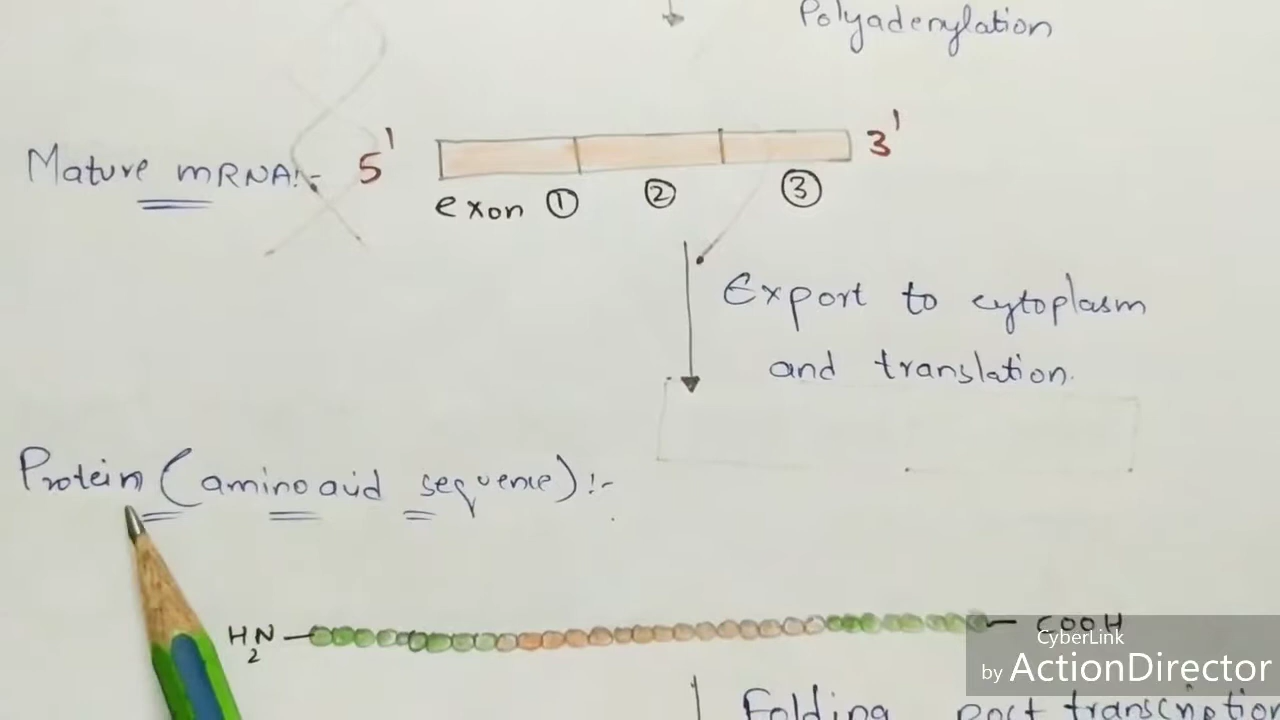 Polyadenylation
Mature mRNA:- 5' 3'
exon ① ② ③
Export to cytoplasm
and translation.
Protein (amino acid sequence):-
H₂N COOH
CyberLink
by ActionDirector
Folding post transcription